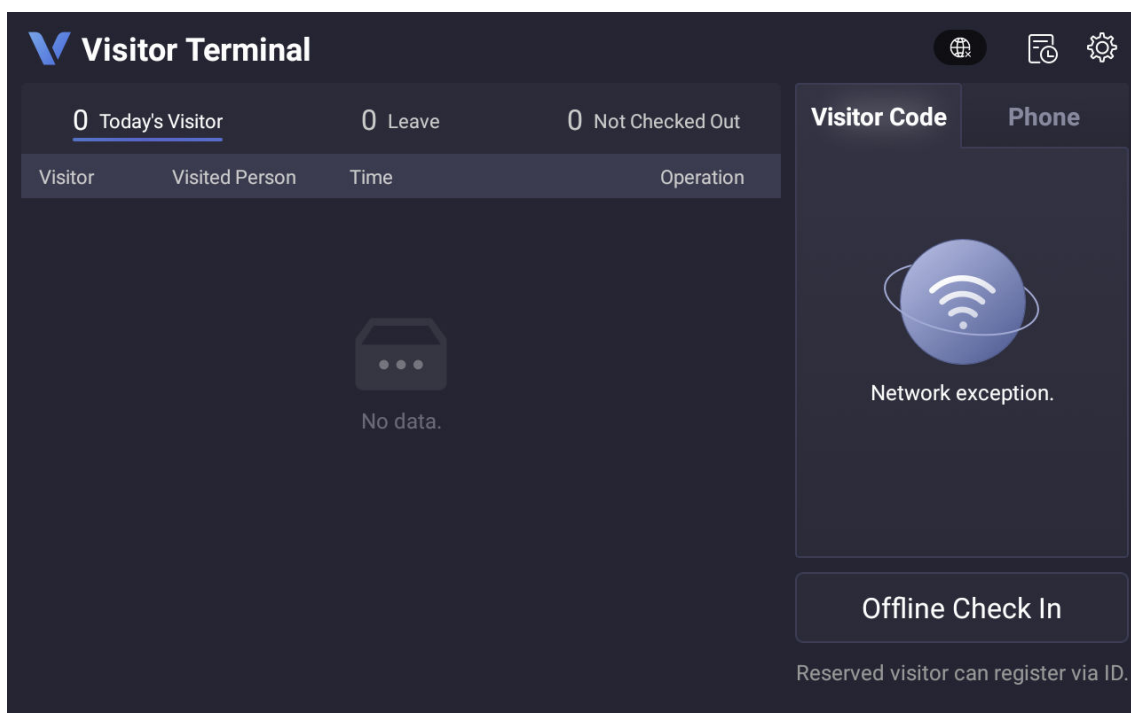 Visitor Terminal
0 Today's Visitor 0 Leave 0 Not Checked Out
Visitor Visited Person Time Operation
No data.
Visitor Code Phone
Network exception.
Offline Check In
Reserved visitor can register via ID.